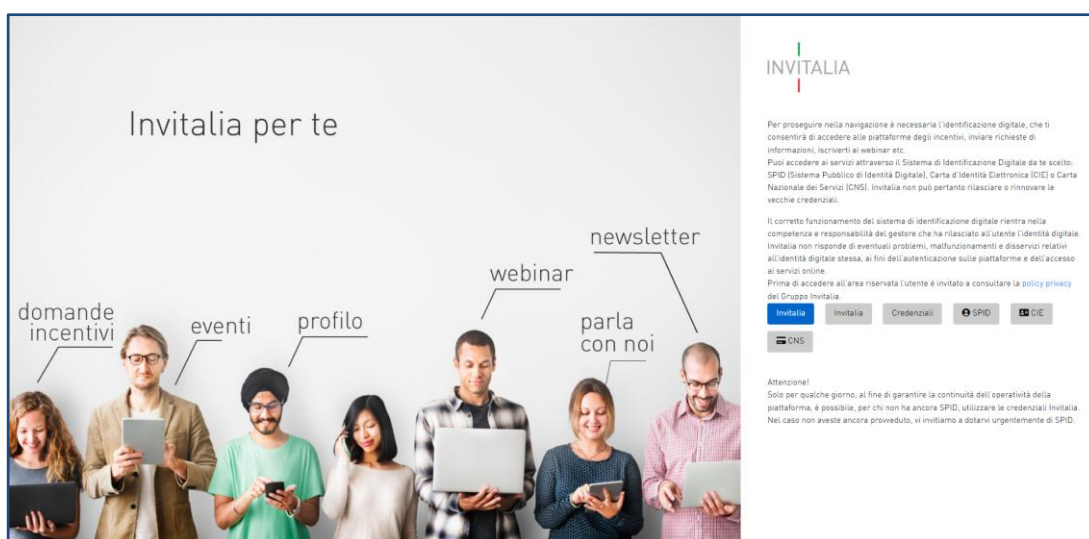 Invitalia per te
newsletter
webinar
domande
incentivi
eventi
profilo
parla
con noi
INVITALIA
Per proseguire nella navigazione è necessaria l'identificazione digitale, che ti
consentirà di accedere alle piattaforme degli incentivi, inviare richieste di
informazioni, iscriverti ai webinar etc.
Puoi accedere ai servizi attraverso il Sistema di Identificazione Digitale da te scelto:
SPID (Sistema Pubblico di Identità Digitale), Carta d'Identità Elettronica (CIE) o Carta
Nazionale dei Servizi (CNS). Invitalia non può pertanto rilasciare o rinnovare le
vecchie credenziali.
Il corretto funzionamento del sistema di identificazione digitale rientra nella
competenza e responsabilità del gestore che ha rilasciato all'utente l'identità digitale.
Invitalia non risponde di eventuali problemi, malfunzionamenti e disservizi relativi
all'identità digitale stessa, ai fini dell'autenticazione sulle piattaforme e dell'accesso
ai servizi online.
Prima di accedere all'area riservata l'utente è invitato a consultare la policy privacy
del Gruppo Invitalia.
Invitalia Invitalia Credenziali SPID CIE
CNS
Attenzione!
Solo per qualche giorno, al fine di garantire la continuità dell'operatività della
piattaforma, è possibile, per chi non ha ancora SPID, utilizzare le credenziali Invitalia.
Nel caso non aveste ancora provveduto, vi invitiamo a dotarvi urgentemente di SPID.